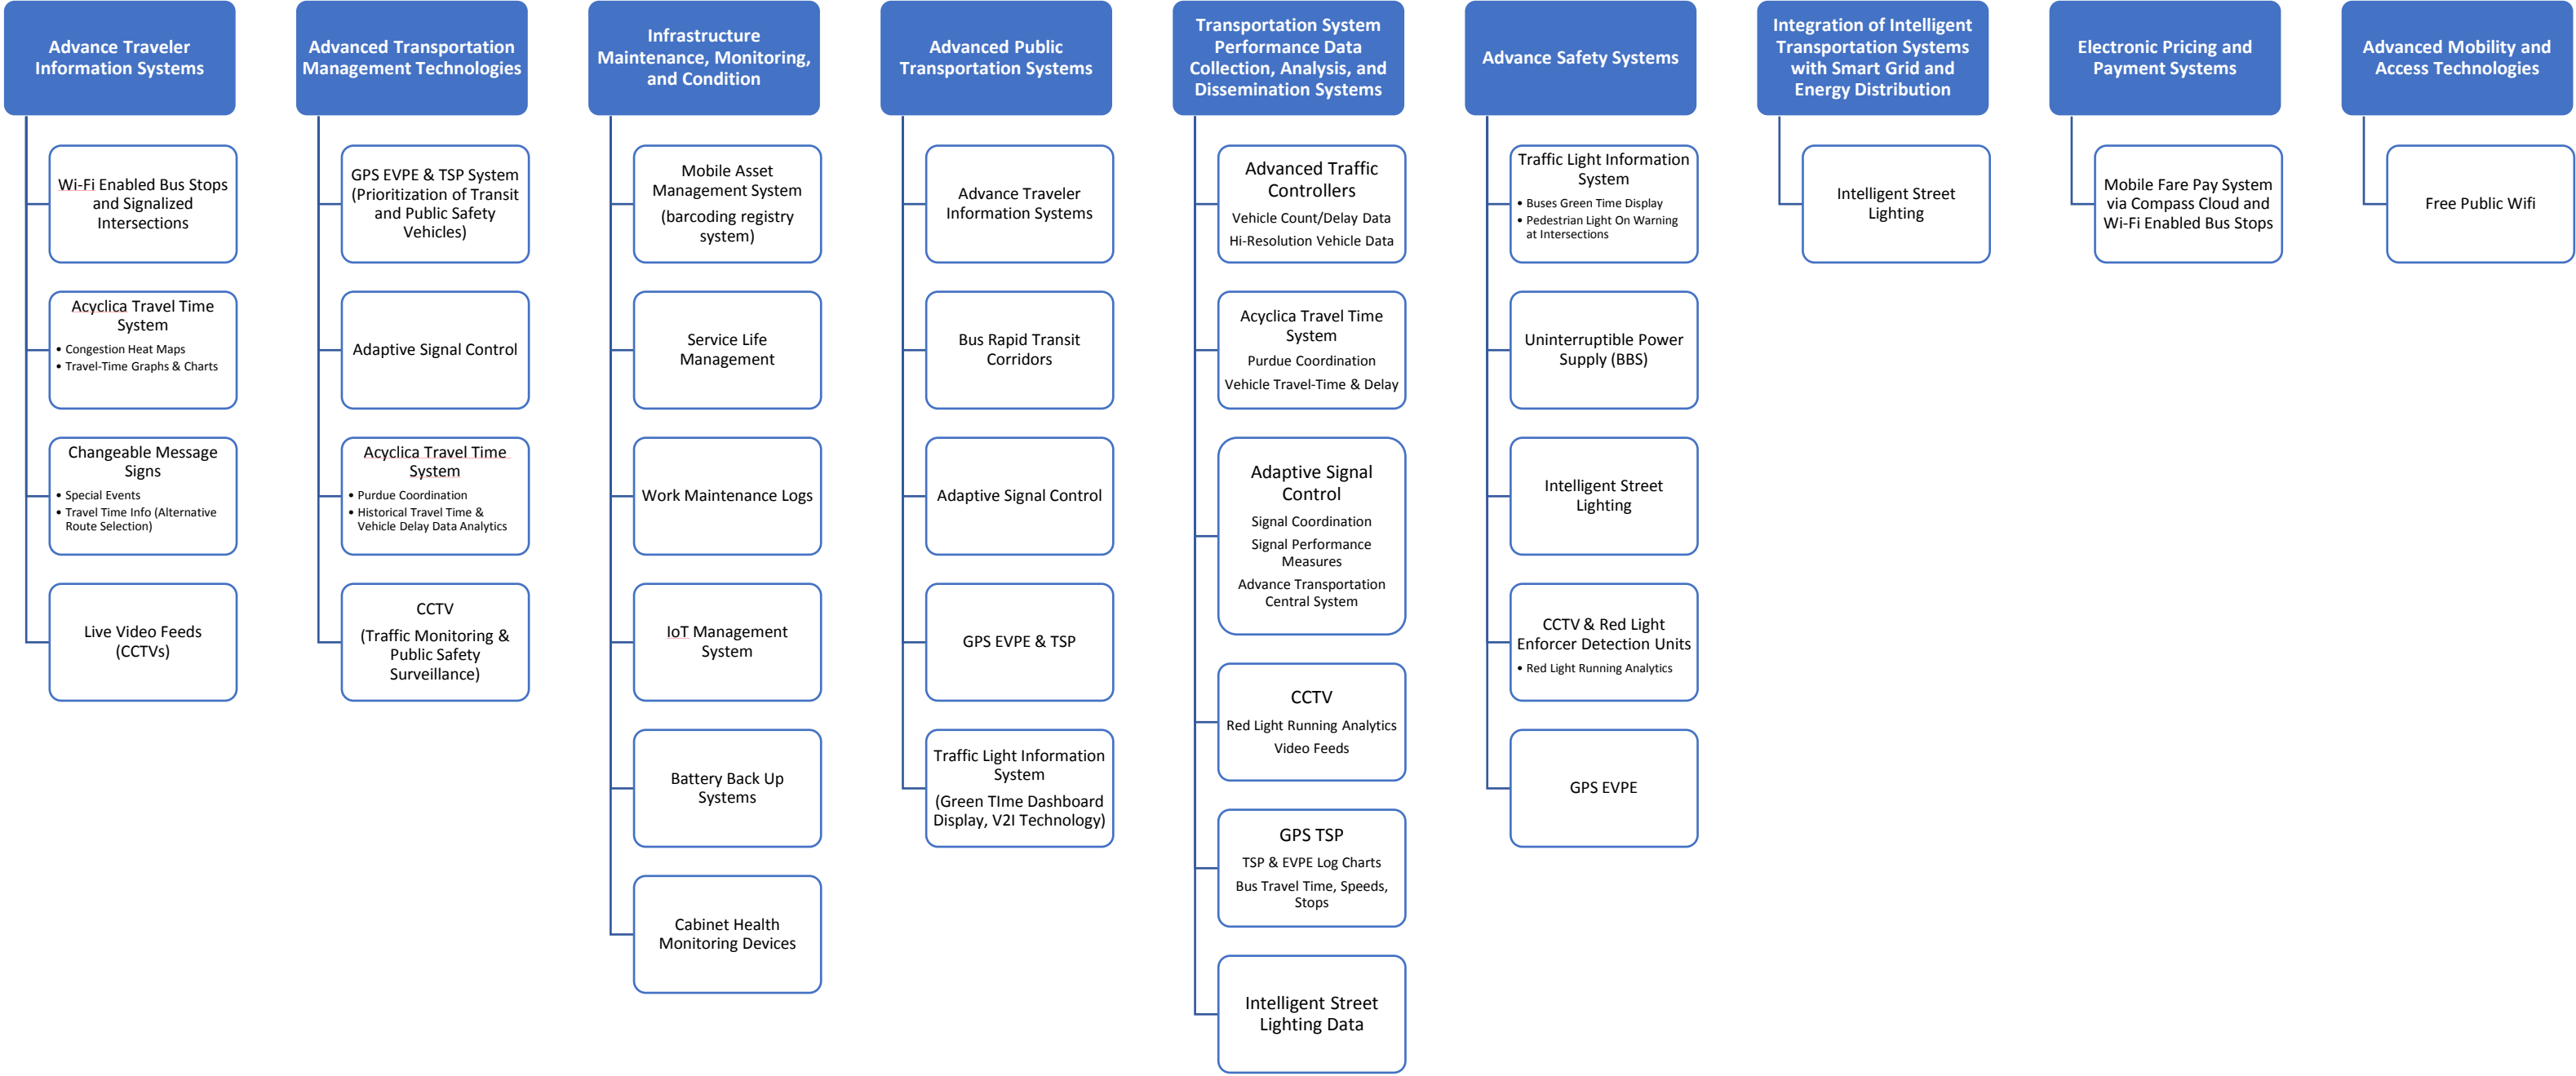 Advance Traveler
Information Systems
Wi-Fi Enabled Bus Stops
and Signalized
Intersections
Acyclica Travel Time
System
• Congestion Heat Maps
• Travel-Time Graphs & Charts
Changeable Message
Signs
• Special Events
• Travel Time Info (Alternative
Route Selection)
Live Video Feeds
(CCTVs)
Advanced Transportation
Management Technologies
GPS EVPE & TSP System
(Prioritization of Transit
and Public Safety
Vehicles)
Adaptive Signal Control
Acyclica Travel Time
System
• Purdue Coordination
• Historical Travel Time &
Vehicle Delay Data Analytics
CCTV
(Traffic Monitoring &
Public Safety
Surveillance)
Infrastructure
Maintenance, Monitoring,
and Condition
Mobile Asset
Management System
(barcoding registry
system)
Service Life
Management
Work Maintenance Logs
IoT Management
System
Battery Back Up
Systems
Cabinet Health
Monitoring Devices
Advanced Public
Transportation Systems
Advance Traveler
Information Systems
Bus Rapid Transit
Corridors
Adaptive Signal Control
GPS EVPE & TSP
Traffic Light Information
System
(Green TIme Dashboard
Display, V2I Technology)
Transportation System
Performance Data
Collection, Analysis, and
Dissemination Systems
Advanced Traffic
Controllers
Vehicle Count/Delay Data
Hi-Resolution Vehicle Data
Acyclica Travel Time
System
Purdue Coordination
Vehicle Travel-Time & Delay
Adaptive Signal
Control
Signal Coordination
Signal Performance
Measures
Advance Transportation
Central System
CCTV
Red Light Running Analytics
Video Feeds
GPS TSP
TSP & EVPE Log Charts
Bus Travel Time, Speeds,
Stops
Intelligent Street
Lighting Data
Advance Safety Systems
Traffic Light Information
System
• Buses Green Time Display
• Pedestrian Light On Warning
at Intersections
Uninterruptible Power
Supply (BBS)
Intelligent Street
Lighting
CCTV & Red Light
Enforcer Detection Units
• Red Light Running Analytics
GPS EVPE
Integration of Intelligent
Transportation Systems
with Smart Grid and
Energy Distribution
Intelligent Street
Lighting
Electronic Pricing and
Payment Systems
Mobile Fare Pay System
via Compass Cloud and
Wi-Fi Enabled Bus Stops
Advanced Mobility and
Access Technologies
Free Public Wifi